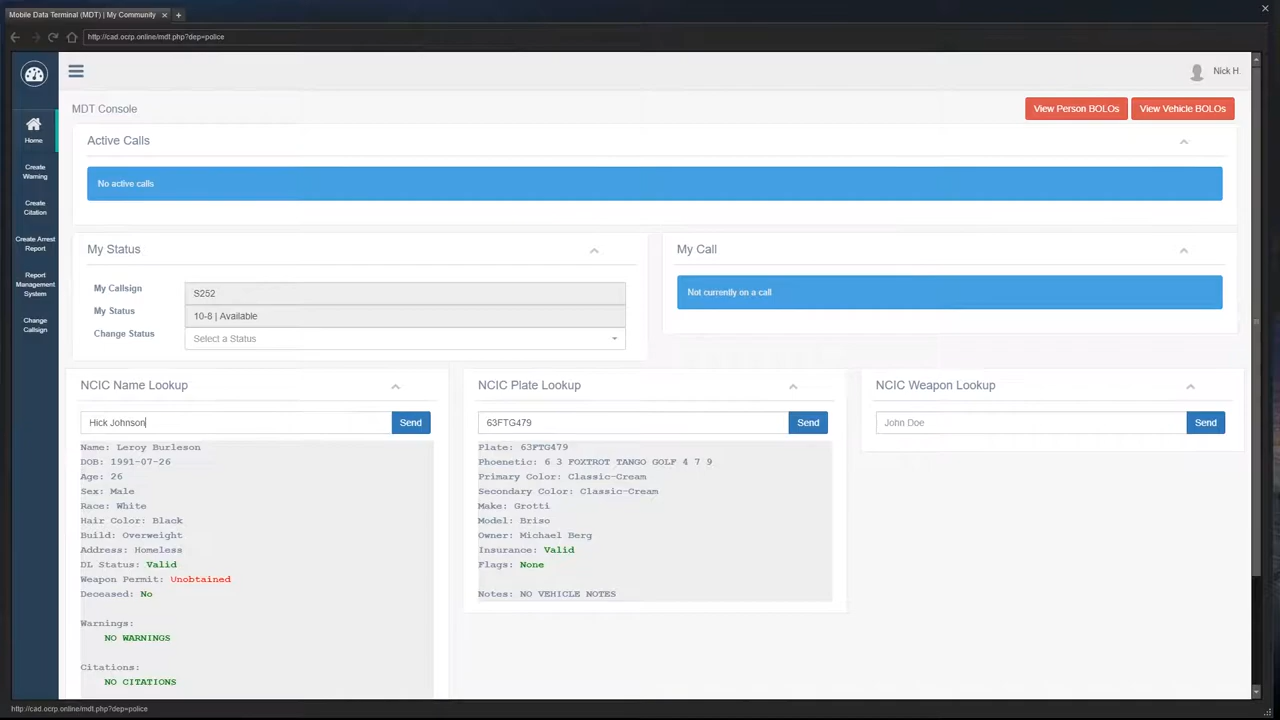 Mobile Data Terminal (MDT) | My Community
http://cad.ocrp.online/mdt.php?dep=police
Nick H.
Home
Create
Warning
Create
Citation
Create Arrest
Report
Report
Management
System
Change
Callsign
MDT Console
View Person BOLOs
View Vehicle BOLOs
Active Calls
No active calls
My Status
My Callsign
S252
My Status
10-8 | Available
Change Status
Select a Status
My Call
Not currently on a call
NCIC Name Lookup
Hick Johnson
Send
Name: Leroy Burleson
DOB: 1991-07-26
Age: 26
Sex: Male
Race: White
Hair Color: Black
Build: Overweight
Address: Homeless
DL Status: Valid
Weapon Permit: Unobtained
Deceased: No
Warnings:
NO WARNINGS
Citations:
NO CITATIONS
NCIC Plate Lookup
63FTG479
Send
Plate: 63FTG479
Phoenetic: 6 3 FOXTROT TANGO GOLF 4 7 9
Primary Color: Classic-Cream
Secondary Color: Classic-Cream
Make: Grotti
Model: Briso
Owner: Michael Berg
Insurance: Valid
Flags: None
Notes: NO VEHICLE NOTES
NCIC Weapon Lookup
John Doe
Send
http://cad.ocrp.online/mdt.php?dep=police